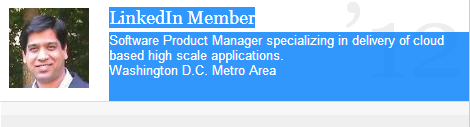 LinkedIn Member
’12
Software Product Manager specializing in delivery of cloud
based high scale applications.
Washington D.C. Metro Area